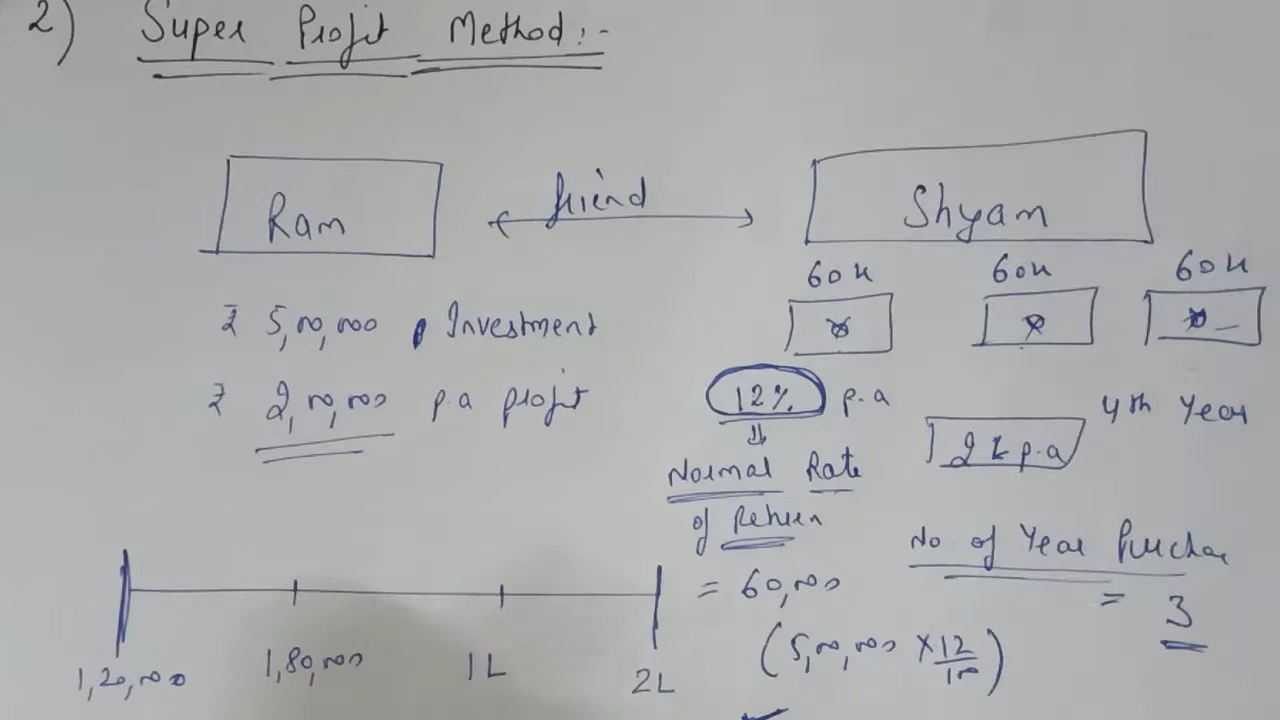 2) Super Profit Method :-
Ram
friend
Shyam
60k 60k 60k
₹ 5,00,000 Investment
₹ 2,00,000 p.a profit
12% p.a
4th Year
2 L p.a
Normal Rate
of Return
= 60,000
(5,00,000 × 12/100)
No of Year Purchas
= 3
1,20,000 1,80,000 1L 2L